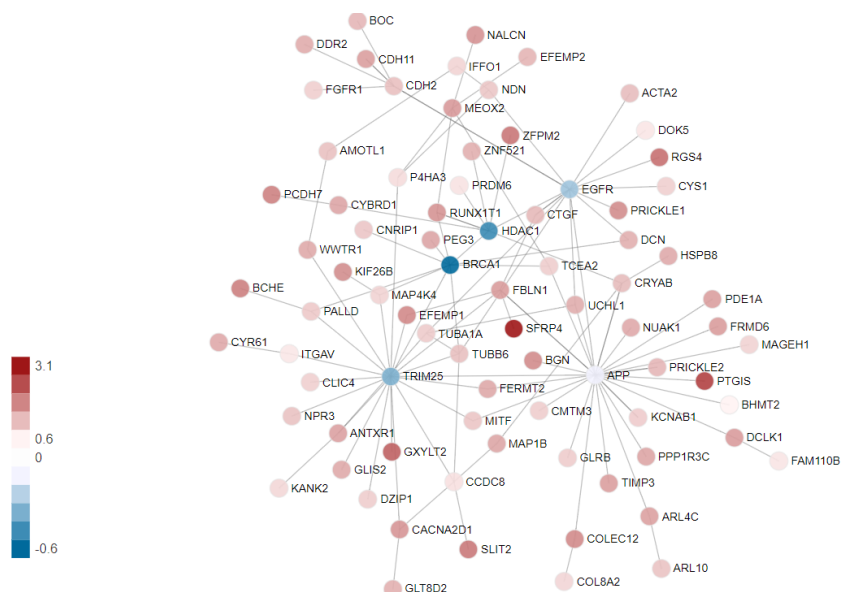 BOC
NALCN
DDR2
CDH11
IFFO1
EFEMP2
FGFR1
CDH2
NDN
ACTA2
MEOX2
DOK5
ZFPM2
AMOTL1
ZNF521
RGS4
P4HA3
PRDM6
EGFR
CYS1
PCDH7
CYBRD1
RUNX1T1
CTGF
PRICKLE1
CNRIP1
PEG3
HDAC1
DCN
WWTR1
HSPB8
KIF26B
BRCA1
TCEA2
CRYAB
BCHE
MAP4K4
FBLN1
PDE1A
PALLD
EFEMP1
UCHL1
SFRP4
NUAK1
FRMD6
CYR61
ITGAV
TUBA1A
MAGEH1
TUBB6
BGN
PRICKLE2
3.1
CLIC4
TRIM25
APP
PTGIS
FERMT2
BHMT2
NPR3
MITF
CMTM3
KCNAB1
ANTXR1
MAP1B
DCLK1
0.6
GXYLT2
GLRB
PPP1R3C
FAM110B
0
GLIS2
KANK2
CCDC8
TIMP3
DZIP1
ARL4C
CACNA2D1
COLEC12
-0.6
SLIT2
ARL10
GLT8D2
COL8A2